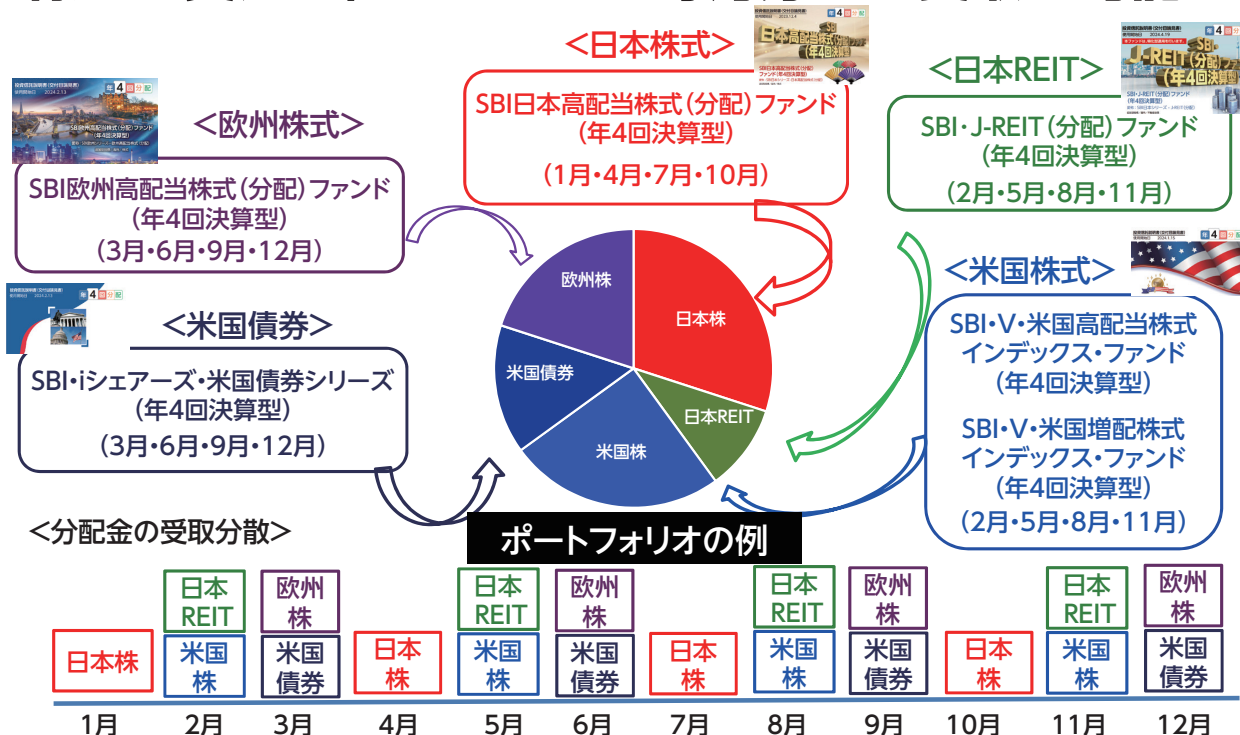 <日本株式>
SBI日本高配当株式(分配)ファンド
(年4回決算型)
(1月・4月・7月・10月)
<日本REIT>
SBI・J-REIT(分配)ファンド
(年4回決算型)
(2月・5月・8月・11月)
<欧州株式>
SBI欧州高配当株式(分配)ファンド
(年4回決算型)
(3月・6月・9月・12月)
<米国債券>
SBI・iシェアーズ・米国債券シリーズ
(年4回決算型)
(3月・6月・9月・12月)
<米国株式>
SBI・V・米国高配当株式
インデックス・ファンド
(年4回決算型)
SBI・V・米国増配株式
インデックス・ファンド
(年4回決算型)
(2月・5月・8月・11月)
欧州株
日本株
米国債券
日本REIT
米国株
ポートフォリオの例
<分配金の受取分散>
日本株
日本
REIT
米国
株
欧州
株
米国
債券
日本
株
日本
REIT
米国
株
欧州
株
米国
債券
日本
株
日本
REIT
米国
株
欧州
株
米国
債券
日本
株
日本
REIT
米国
株
欧州
株
米国
債券
1月 2月 3月 4月 5月 6月 7月 8月 9月 10月 11月 12月